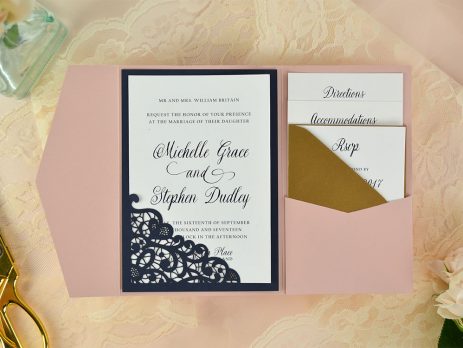 MR AND MRS. WILLIAM BRITAIN
REQUEST THE HONOR OF YOUR PRESENCE
AT THE MARRIAGE OF THEIR DAUGHTER
Michelle Grace
and
Stephen Dudley
THE SIXTEENTH OF SEPTEMBER
THOUSAND AND SEVENTEEN
O'CLOCK IN THE AFTERNOON
Place
Directions
Accommodations
Rsvp
2017